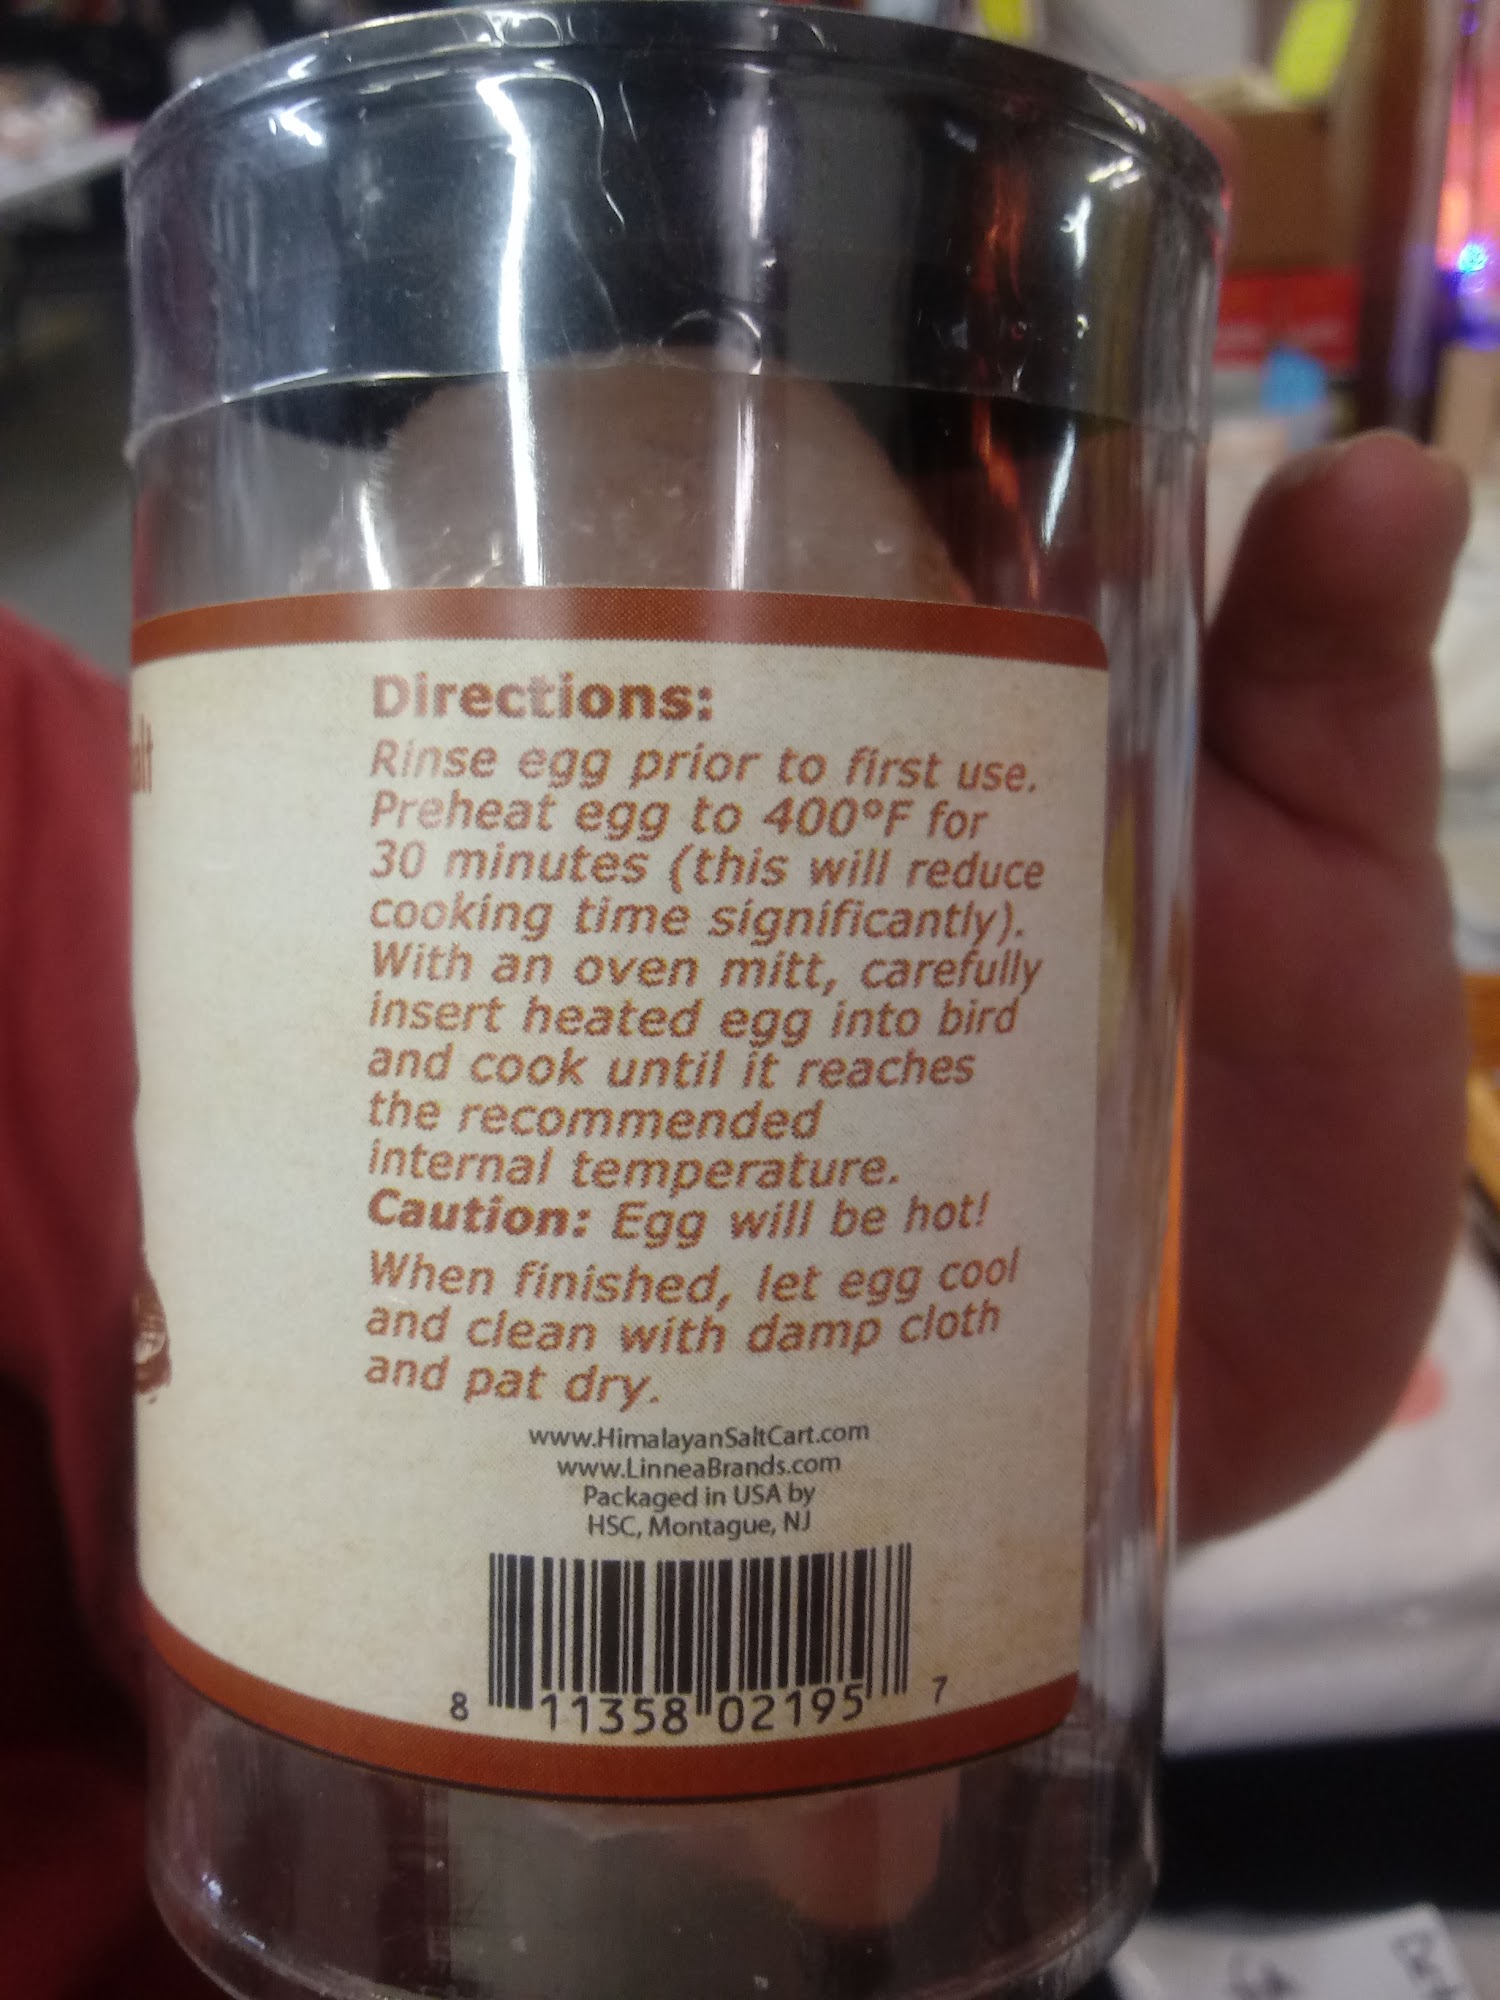 Directions:
Rinse egg prior to first use.
Preheat egg to 400°F for
30 minutes (this will reduce
cooking time significantly).
With an oven mitt, carefully
insert heated egg into bird
and cook until it reaches
the recommended
internal temperature.
Caution: Egg will be hot!
When finished, let egg cool
and clean with damp cloth
and pat dry.
www.HimalayanSaltCart.com
www.LinneaBrands.com
Packaged in USA by
HSC, Montague, NJ
8 11358 02195 7